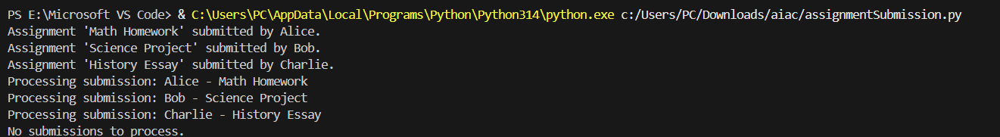 PS E:\Microsoft VS Code> & C:\Users\PC\AppData\Local\Programs\Python\Python314\python.exe c:/Users/PC/Downloads/aiac/assignmentSubmission.py
Assignment 'Math Homework' submitted by Alice.
Assignment 'Science Project' submitted by Bob.
Assignment 'History Essay' submitted by Charlie.
Processing submission: Alice - Math Homework
Processing submission: Bob - Science Project
Processing submission: Charlie - History Essay
No submissions to process.